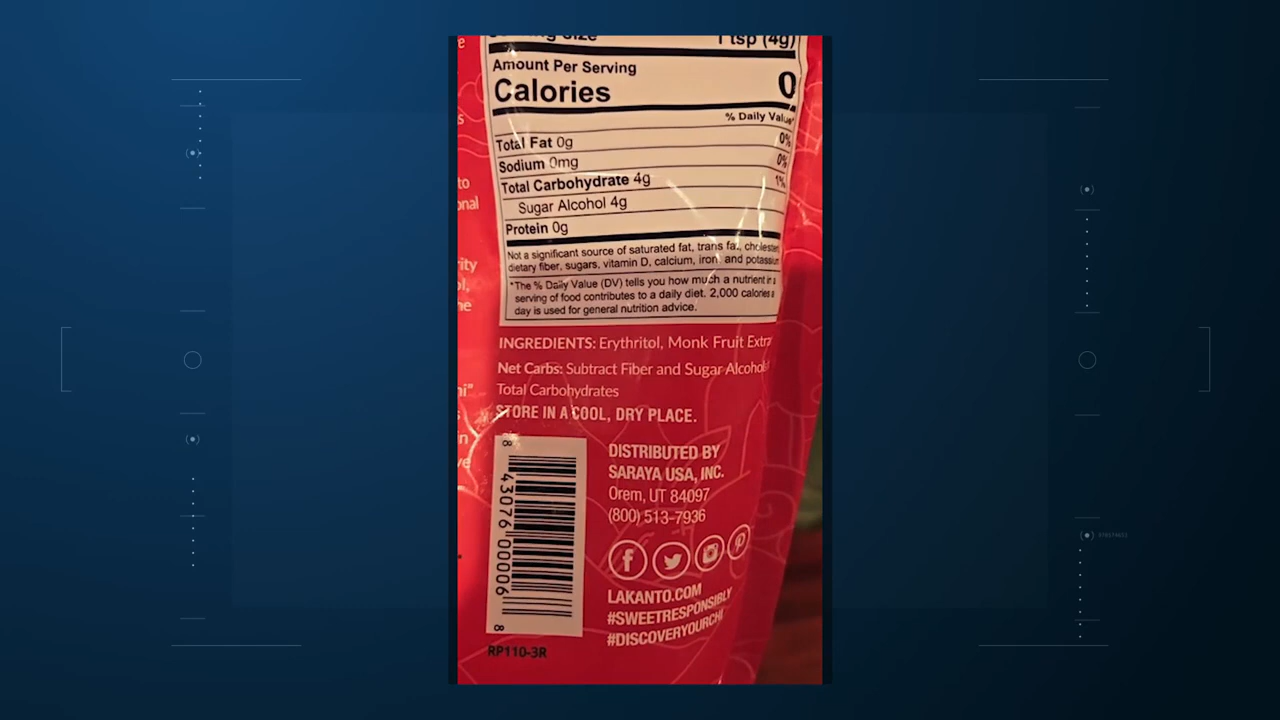 1 tsp (4g)
Amount Per Serving
Calories 0
% Daily Value*
Total Fat 0g 0%
Sodium 0mg 0%
Total Carbohydrate 4g 1%
Sugar Alcohol 4g
Protein 0g
Not a significant source of saturated fat, trans fat,
dietary fiber, sugars, vitamin D, calcium, iron and
*The % Daily Value (DV) tells you how much a nutrient in a
serving of food contributes to a daily diet. 2,000 calories a
day is used for general nutrition advice.
INGREDIENTS: Erythritol, Monk Fruit
Net Carbs: Subtract Fiber and Sugar
Total Carbohydrates
STORE IN A COOL, DRY PLACE.
8 43076 00006 8
RP110-3R
DISTRIBUTED BY
SARAYA USA, INC.
Orem, UT 84097
(800) 513-7936
LAKANTO.COM
#SWEETRESPONSIBLY
#DISCOVERYOURCHI